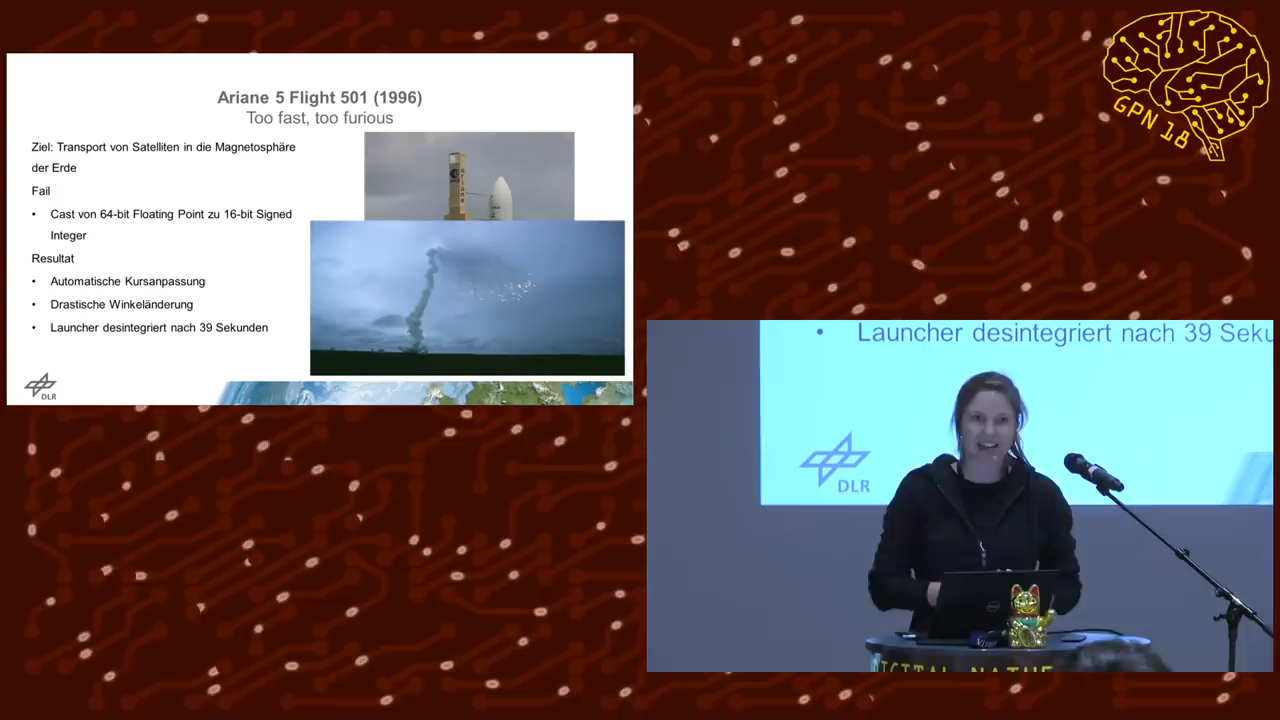 Ariane 5 Flight 501 (1996)
Too fast, too furious
Ziel: Transport von Satelliten in die Magnetosphäre
der Erde
Fail
• Cast von 64-bit Floating Point zu 16-bit Signed
Integer
Resultat
• Automatische Kursanpassung
• Drastische Winkeländerung
• Launcher desintegriert nach 39 Sekunden
DLR
GPN 18
• Launcher desintegriert nach 39 Seku
DLR